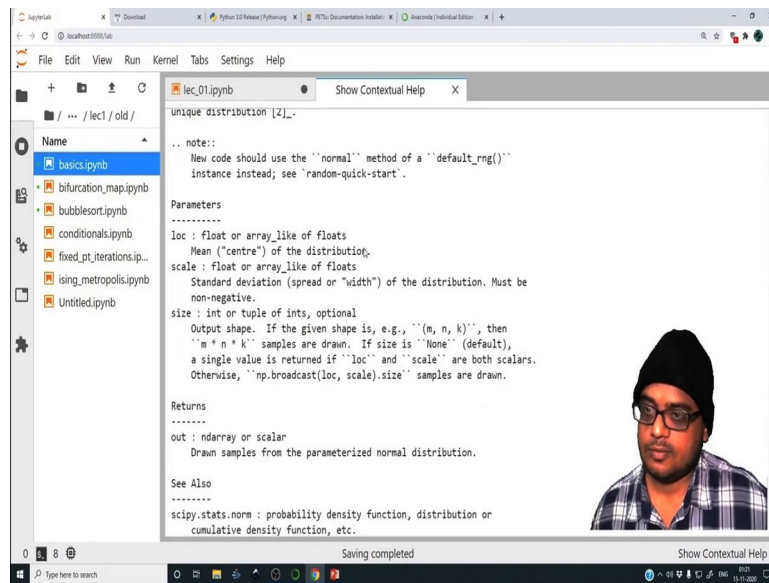 JupyterLab
Download
Python 3.0 Release | Python.org
PETSc: Documentation: Installati
Anaconda | Individual Edition
localhost:8888/lab
File Edit View Run Kernel Tabs Settings Help
lec_01.ipynb
Show Contextual Help
/ ··· / lec1 / old /
Name
basics.ipynb
bifurcation_map.ipynb
bubblesort.ipynb
conditionals.ipynb
fixed_pt_iterations.ip...
ising_metropolis.ipynb
Untitled.ipynb
unique distribution [2]_.
.. note::
New code should use the ``normal`` method of a ``default_rng()``
instance instead; see `random-quick-start`.
Parameters
----------
loc : float or array_like of floats
Mean ("centre") of the distribution.
scale : float or array_like of floats
Standard deviation (spread or "width") of the distribution. Must be
non-negative.
size : int or tuple of ints, optional
Output shape.  If the given shape is, e.g., ``(m, n, k)``, then
``m * n * k`` samples are drawn.  If size is ``None`` (default),
a single value is returned if ``loc`` and ``scale`` are both scalars.
Otherwise, ``np.broadcast(loc, scale).size`` samples are drawn.
Returns
-------
out : ndarray or scalar
Drawn samples from the parameterized normal distribution.
See Also
--------
scipy.stats.norm : probability density function, distribution or
cumulative density function, etc.
0
8
Saving completed
Show Contextual Help
Type here to search
ENG
01:21
13-11-2020